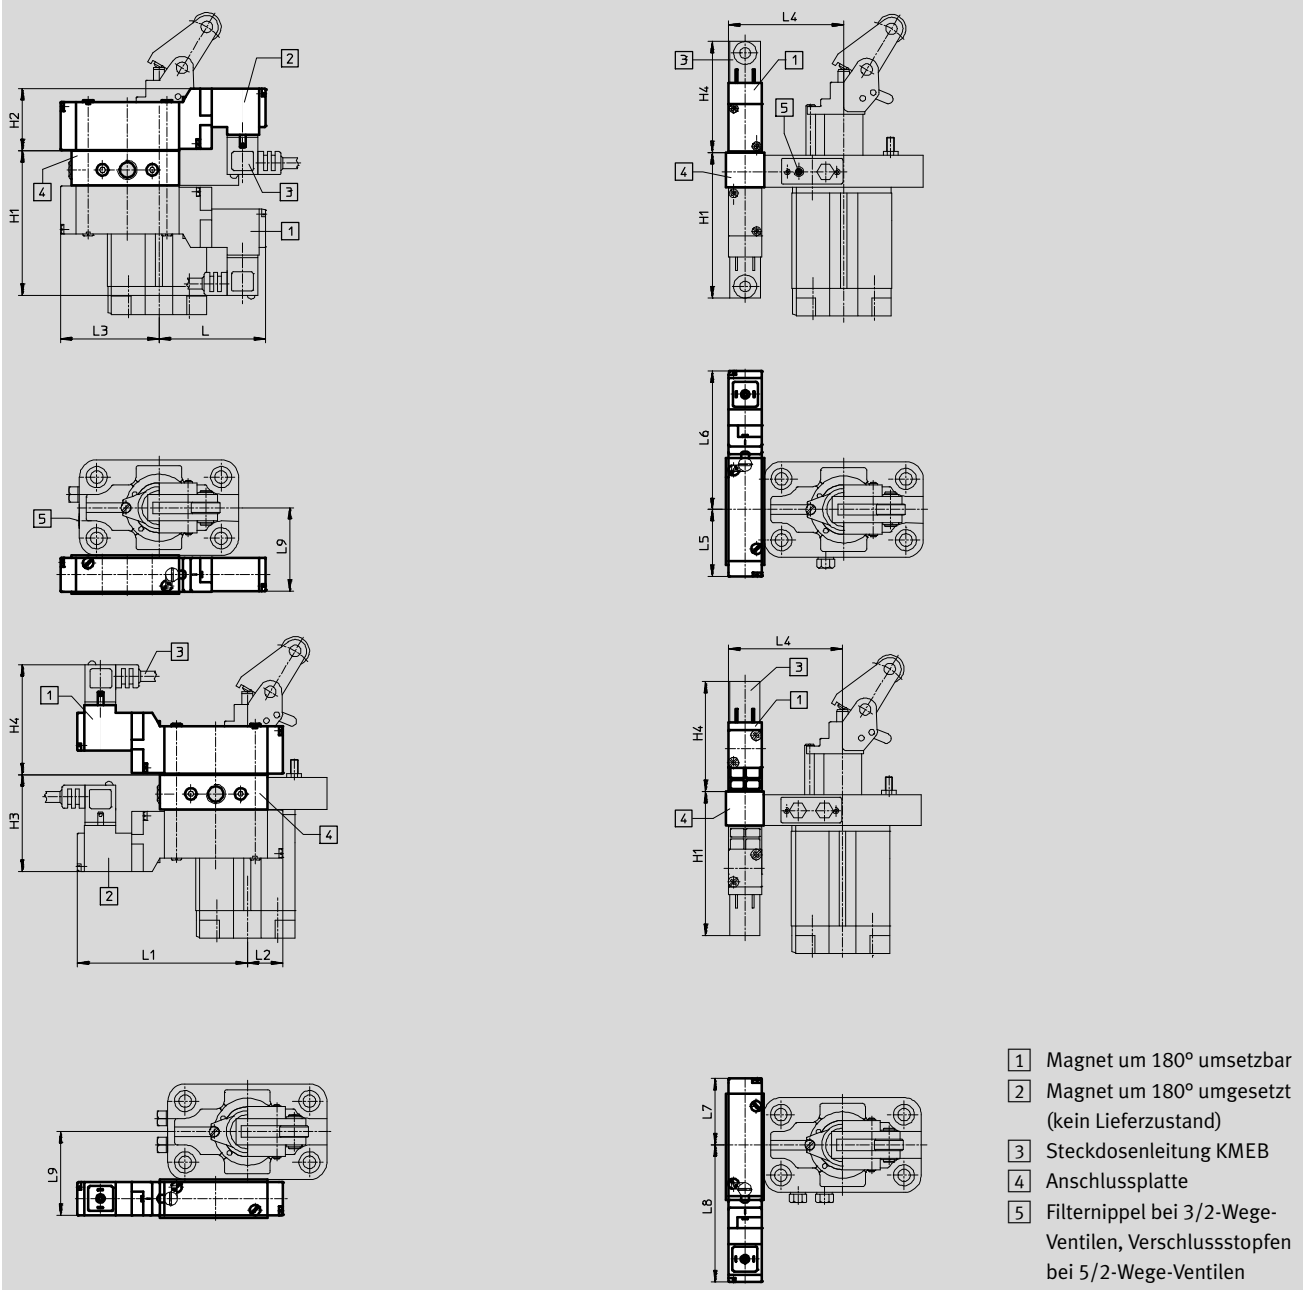 L4
2
3
1
H2
H4
5
4
4
3
H1
H1
1
L3
L
L6
5
L9
L5
3
L4
3
1
1
H4
H4
4
H3
4
H1
2
L1
L2
L7
L9
L8
1 Magnet um 180° umsetzbar
2 Magnet um 180° umgesetzt
(kein Lieferzustand)
3 Steckdosenleitung KMEB
4 Anschlussplatte
5 Filternippel bei 3/2-Wege-
Ventilen, Verschlussstopfen
bei 5/2-Wege-Ventilen